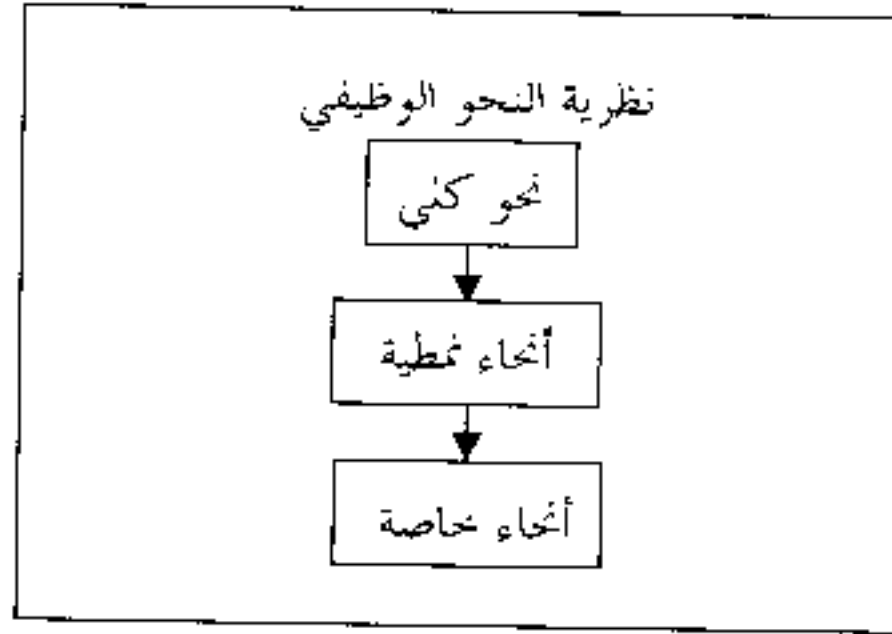 نظرية النحو الوظيفي
نحو كلي
أنحاء نمطية
أنحاء خاصة